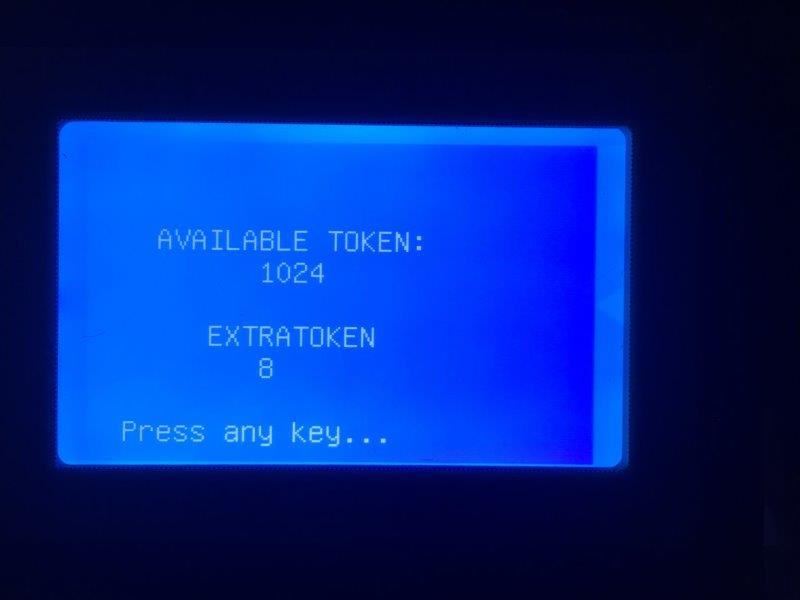 AVAILABLE TOKEN:
1024
EXTRATOKEN
8
Press any key...